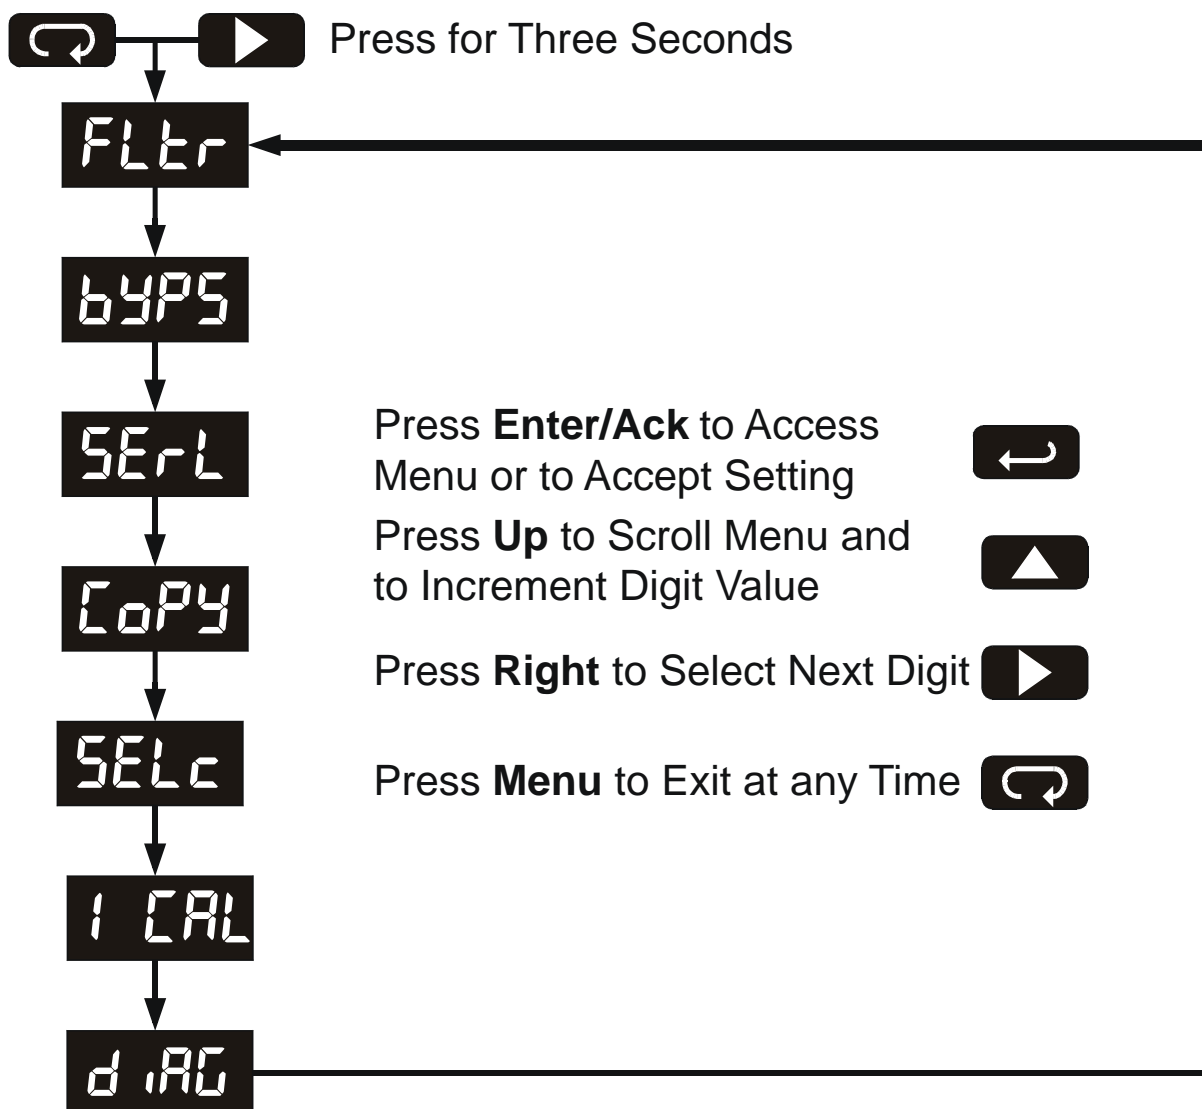 Press for Three Seconds
FLtr
bYPS
SErL
Press Enter/Ack to Access
Menu or to Accept Setting
Press Up to Scroll Menu and
to Increment Digit Value
CoPY
Press Right to Select Next Digit
SELc
Press Menu to Exit at any Time
I CAL
diAG